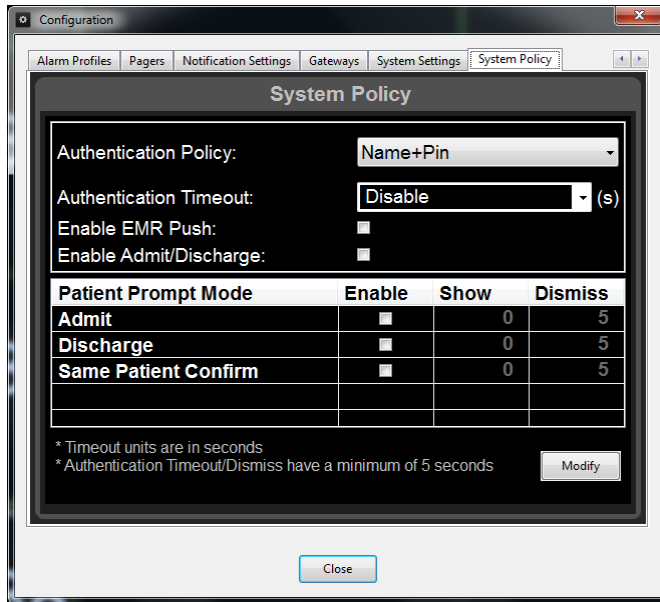 Configuration
Alarm Profiles Pagers Notification Settings Gateways System Settings System Policy
System Policy
Authentication Policy: Name+Pin
Authentication Timeout: Disable (s)
Enable EMR Push:
Enable Admit/Discharge:
Patient Prompt Mode Enable Show Dismiss
Admit 0 5
Discharge 0 5
Same Patient Confirm 0 5
* Timeout units are in seconds
* Authentication Timeout/Dismiss have a minimum of 5 seconds
Modify
Close